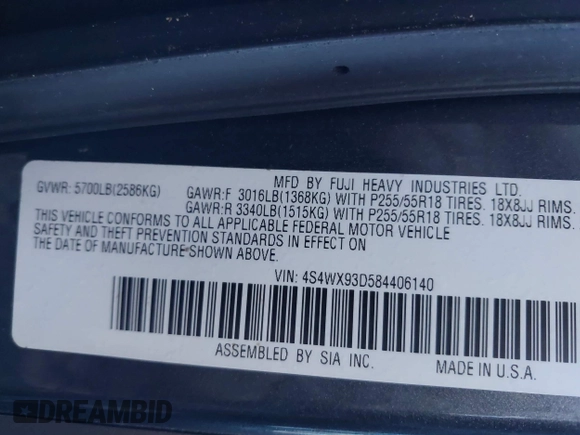 MFD BY FUJI HEAVY INDUSTRIES LTD.
GVWR: 5700LB(2586KG) GAWR:F 3016LB(1368KG) WITH P255/55R18 TIRES. 18X8JJ RIMS.
GAWR:R 3340LB(1515KG) WITH P255/55R18 TIRES. 18X8JJ RIMS.
THIS VEHICLE CONFORMS TO ALL APPLICABLE FEDERAL MOTOR VEHICLE
SAFETY AND THEFT PREVENTION STANDARDS IN EFFECT ON
THE DATE OF MANUFACTURE SHOWN ABOVE.
VIN: 4S4WX93D584406140
ASSEMBLED BY SIA INC.
MADE IN U.S.A.
DREAMBID